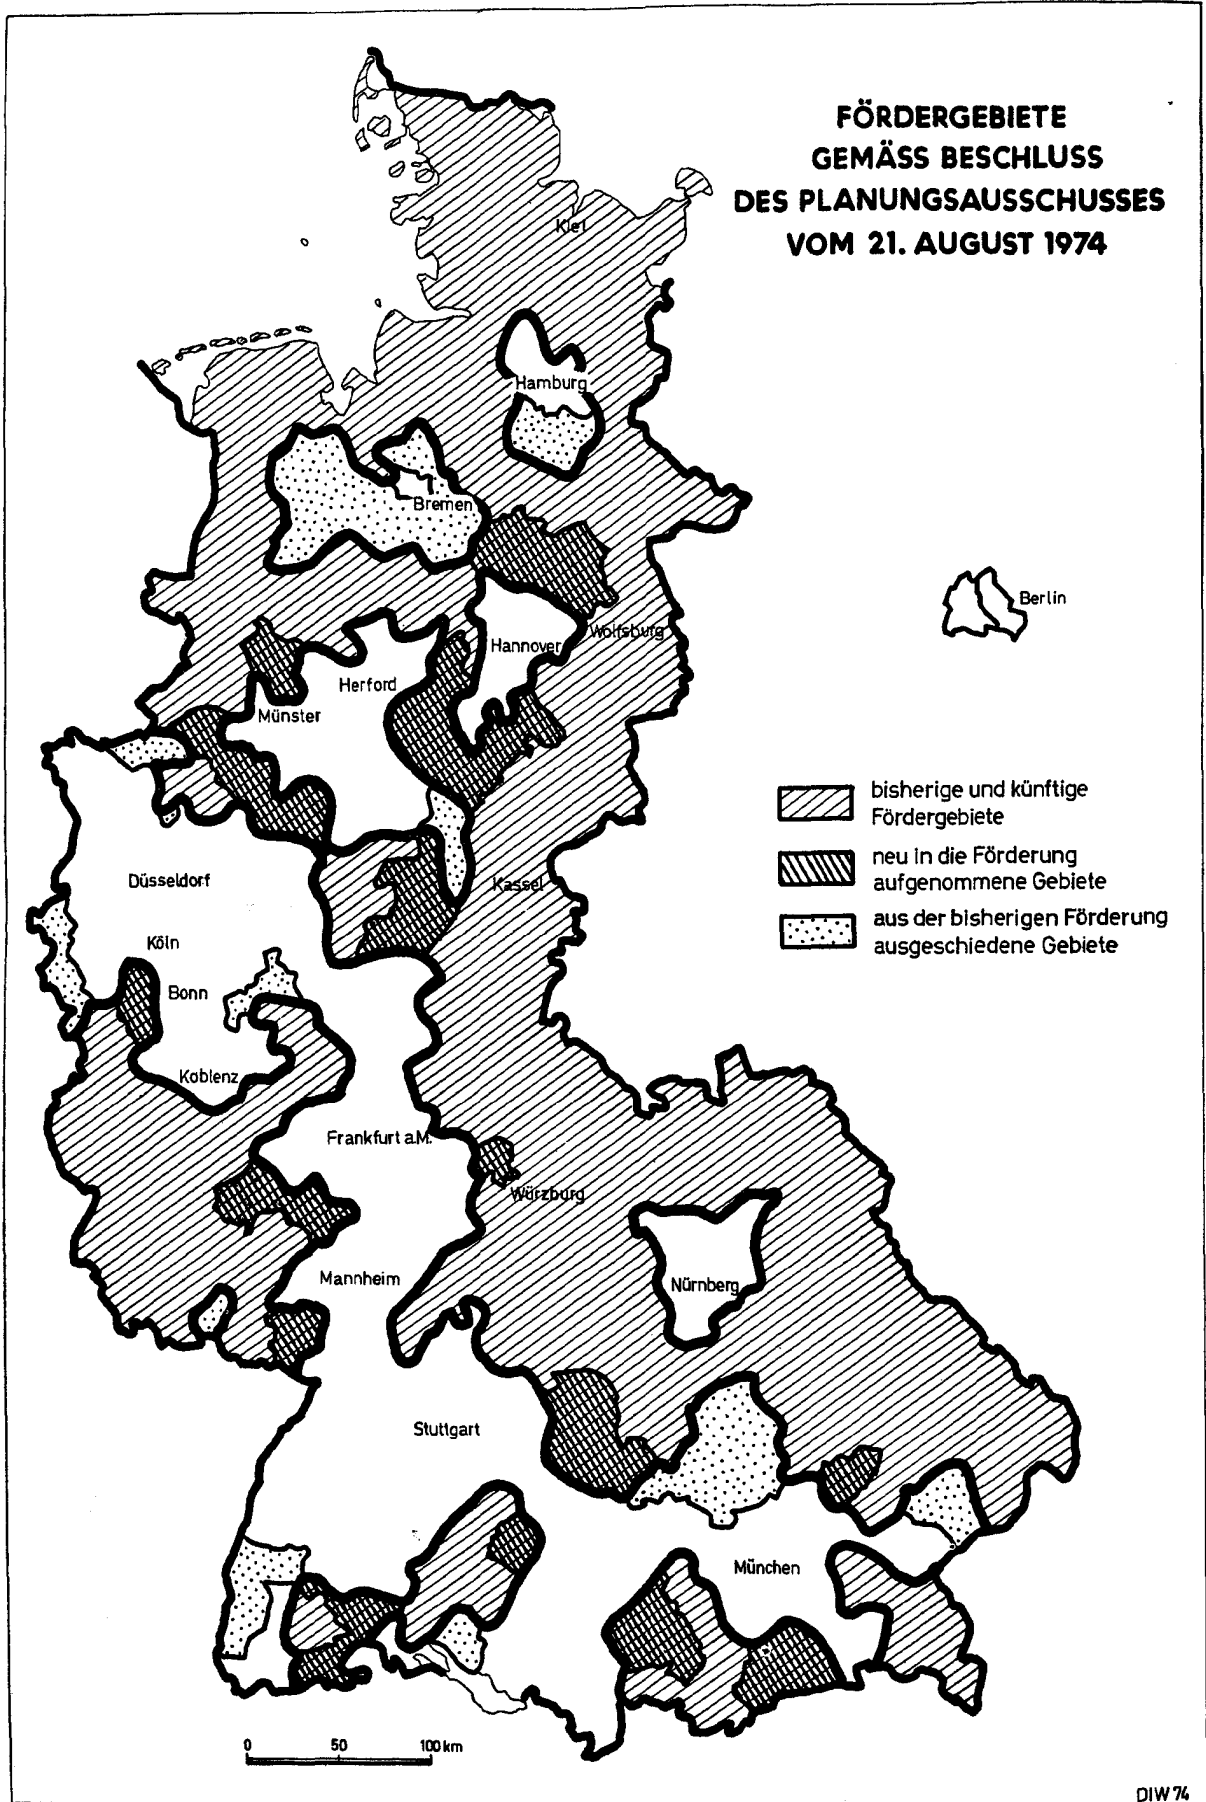 FÖRDERGEBIETE
GEMÄSS BESCHLUSS
DES PLANUNGSAUSSCHUSSES
VOM 21. AUGUST 1974
Kiel
Hamburg
Bremen
Berlin
Wolfsburg
Hannover
Herford
Münster
bisherige und künftige
Fördergebiete
neu in die Förderung
aufgenommene Gebiete
aus der bisherigen Förderung
ausgeschiedene Gebiete
Düsseldorf
Kassel
Köln
Bonn
Koblenz
Frankfurt a.M.
Würzburg
Mannheim
Nürnberg
Stuttgart
München
0 50 100 km
DIW 74